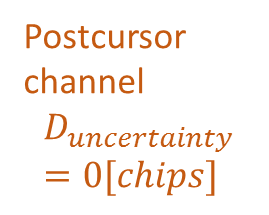 Postcursor
channel
D_{uncertainty}
= 0[chips]